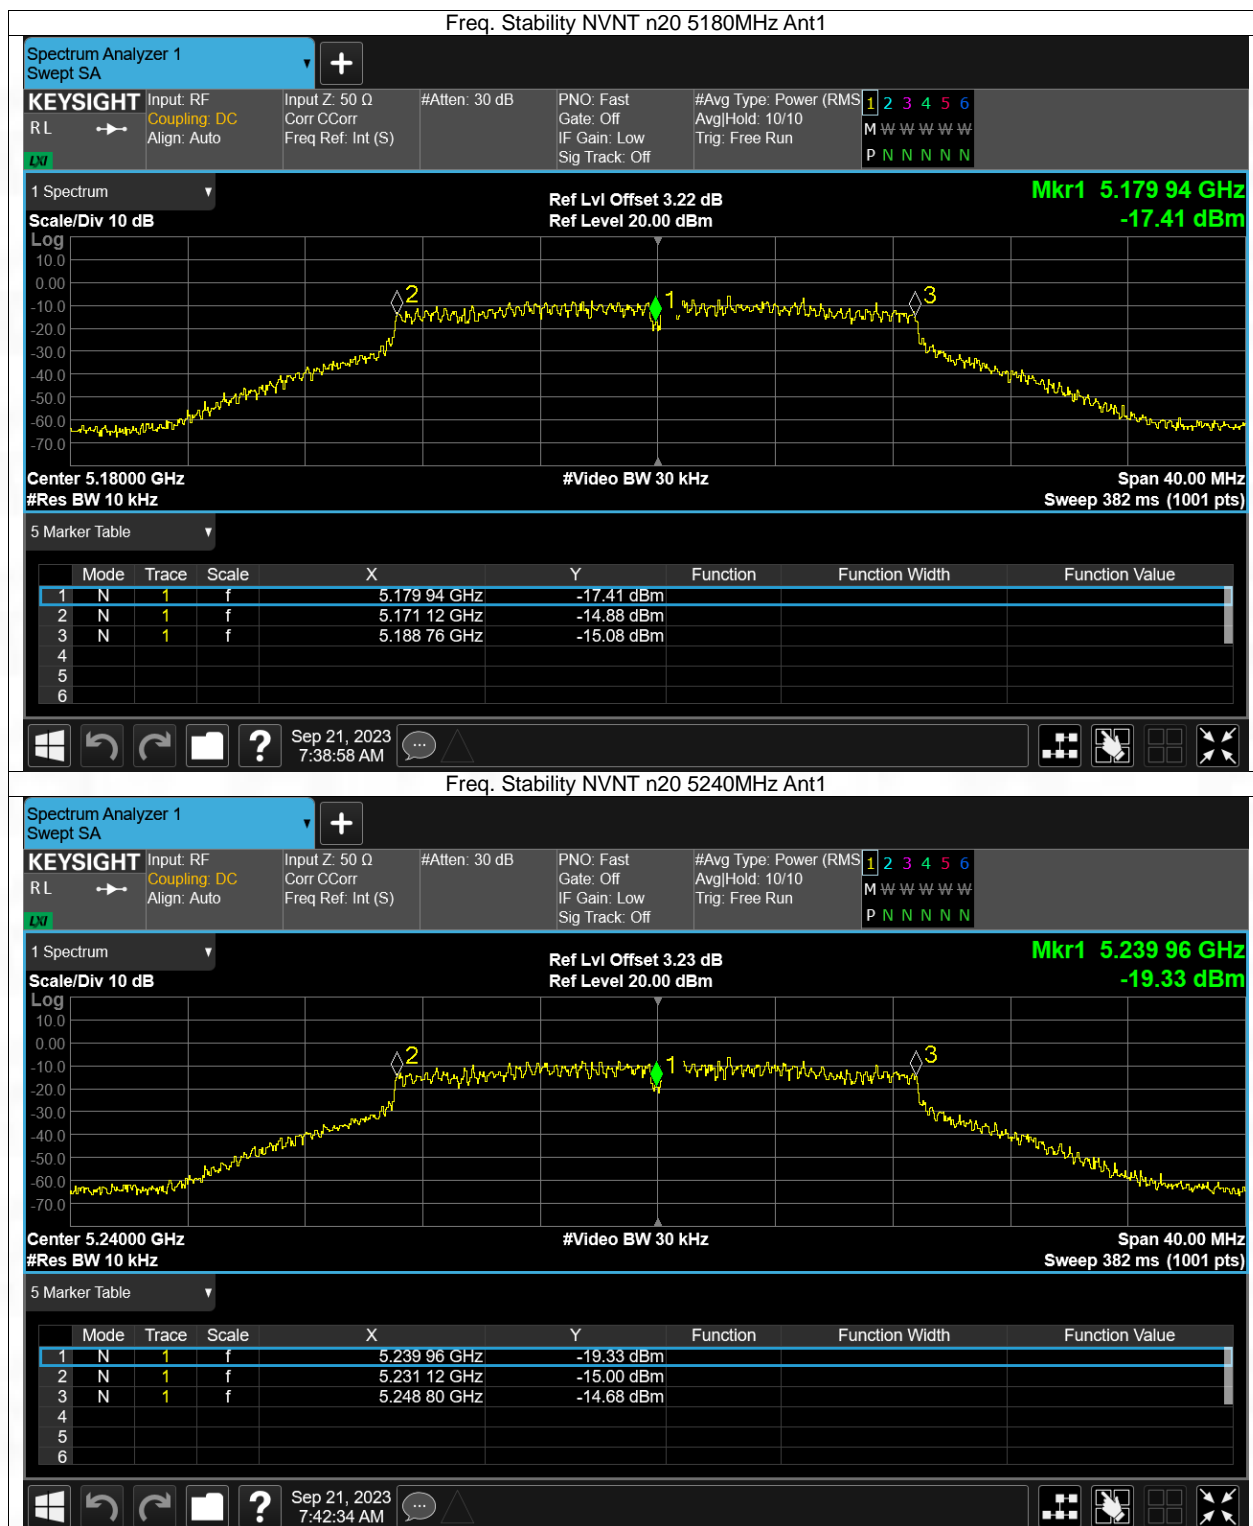 Freq. Stability NVNT n20 5180MHz Ant1
Spectrum Analyzer 1
Swept SA
KEYSIGHT Input: RF Input Z: 50 Ω #Atten: 30 dB PNO: Fast #Avg Type: Power (RMS 1 2 3 4 5 6
RL Coupling: DC Corr CCorr Gate: Off Avg|Hold: 10/10 M W W W W W
Align: Auto Freq Ref: Int (S) IF Gain: Low Trig: Free Run
LXI Sig Track: Off P N N N N N
1 Spectrum Ref Lvl Offset 3.22 dB Mkr1 5.179 94 GHz
Scale/Div 10 dB Ref Level 20.00 dBm -17.41 dBm
Log
10.0
0.00
-10.0
-20.0
-30.0
-40.0
-50.0
-60.0
-70.0
2
1
3
Center 5.18000 GHz #Video BW 30 kHz Span 40.00 MHz
#Res BW 10 kHz Sweep 382 ms (1001 pts)
5 Marker Table
Mode Trace Scale X Y Function Function Width Function Value
1 N 1 f 5.179 94 GHz -17.41 dBm
2 N 1 f 5.171 12 GHz -14.88 dBm
3 N 1 f 5.188 76 GHz -15.08 dBm
4
5
6
? Sep 21, 2023
7:38:58 AM
Freq. Stability NVNT n20 5240MHz Ant1
Spectrum Analyzer 1
Swept SA
KEYSIGHT Input: RF Input Z: 50 Ω #Atten: 30 dB PNO: Fast #Avg Type: Power (RMS 1 2 3 4 5 6
RL Coupling: DC Corr CCorr Gate: Off Avg|Hold: 10/10 M W W W W W
Align: Auto Freq Ref: Int (S) IF Gain: Low Trig: Free Run
LXI Sig Track: Off P N N N N N
1 Spectrum Ref Lvl Offset 3.23 dB Mkr1 5.239 96 GHz
Scale/Div 10 dB Ref Level 20.00 dBm -19.33 dBm
Log
10.0
0.00
-10.0
-20.0
-30.0
-40.0
-50.0
-60.0
-70.0
2
1
3
Center 5.24000 GHz #Video BW 30 kHz Span 40.00 MHz
#Res BW 10 kHz Sweep 382 ms (1001 pts)
5 Marker Table
Mode Trace Scale X Y Function Function Width Function Value
1 N 1 f 5.239 96 GHz -19.33 dBm
2 N 1 f 5.231 12 GHz -15.00 dBm
3 N 1 f 5.248 80 GHz -14.68 dBm
4
5
6
? Sep 21, 2023
7:42:34 AM